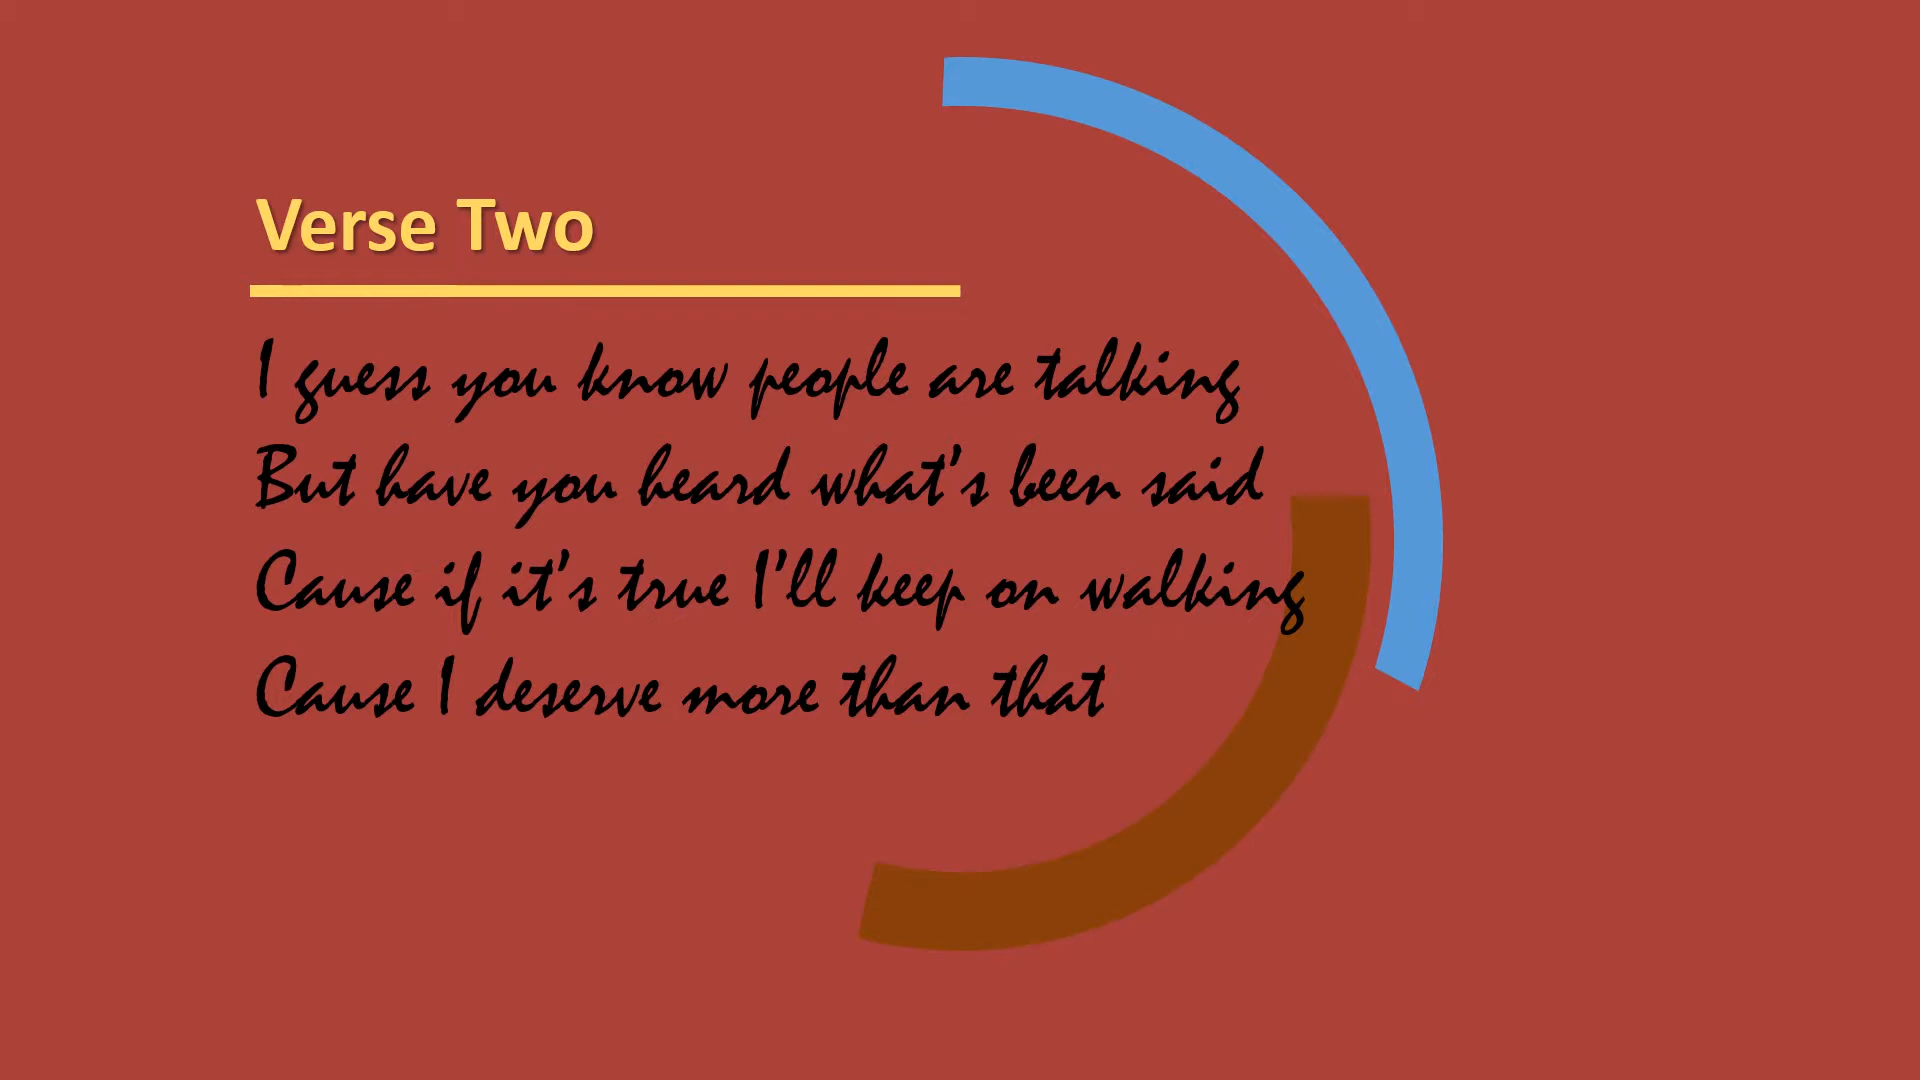 Verse Two
I guess you know people are talking
But have you heard what's been said
Cause if it's true I'll keep on walking
Cause I deserve more than that